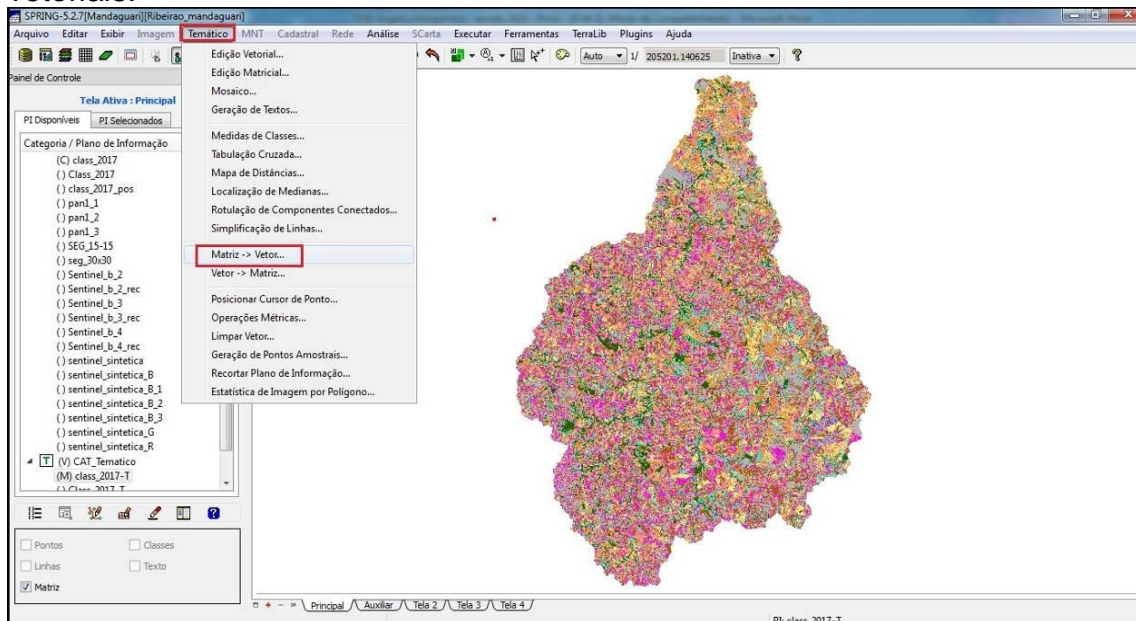 vetoriais.
SPRING-5.2.7[Mandaguari][Ribeirao_mandaguari]
Arquivo Editar Exibir Imagem Temático MNT Cadastral Rede Análise SCarta Executar Ferramentas TerraLib Plugins Ajuda
Auto 1/ 205201.140625 Inativa
Painel de Controle
Tela Ativa : Principal
PI Disponíveis PI Selecionados
Categoria / Plano de Informação
(C) class_2017
() Class_2017
() class_2017_pos
() pan1_1
() pan1_2
() pan1_3
() SEG_15-15
() seg_30x30
() Sentinel_b_2
() Sentinel_b_2_rec
() Sentinel_b_3
() Sentinel_b_3_rec
() Sentinel_b_4
() Sentinel_b_4_rec
() sentinel_sintetica
() sentinel_sintetica_B
() sentinel_sintetica_B_1
() sentinel_sintetica_B_2
() sentinel_sintetica_B_3
() sentinel_sintetica_G
() sentinel_sintetica_R
T (V) CAT_Tematico
(M) class_2017-T
() Class_2017_T
Pontos Classes
Linhas Texto
Matriz
Edição Vetorial...
Edição Matricial...
Mosaico...
Geração de Textos...
Medidas de Classes...
Tabulação Cruzada...
Mapa de Distâncias...
Localização de Medianas...
Rotulação de Componentes Conectados...
Simplificação de Linhas...
Matriz -> Vetor...
Vetor -> Matriz...
Posicionar Cursor de Ponto...
Operações Métricas...
Limpar Vetor...
Geração de Pontos Amostrais...
Recortar Plano de Informação...
Estatística de Imagem por Polígono...
Principal Auxiliar Tela 2 Tela 3 Tela 4
PI: class_2017-T